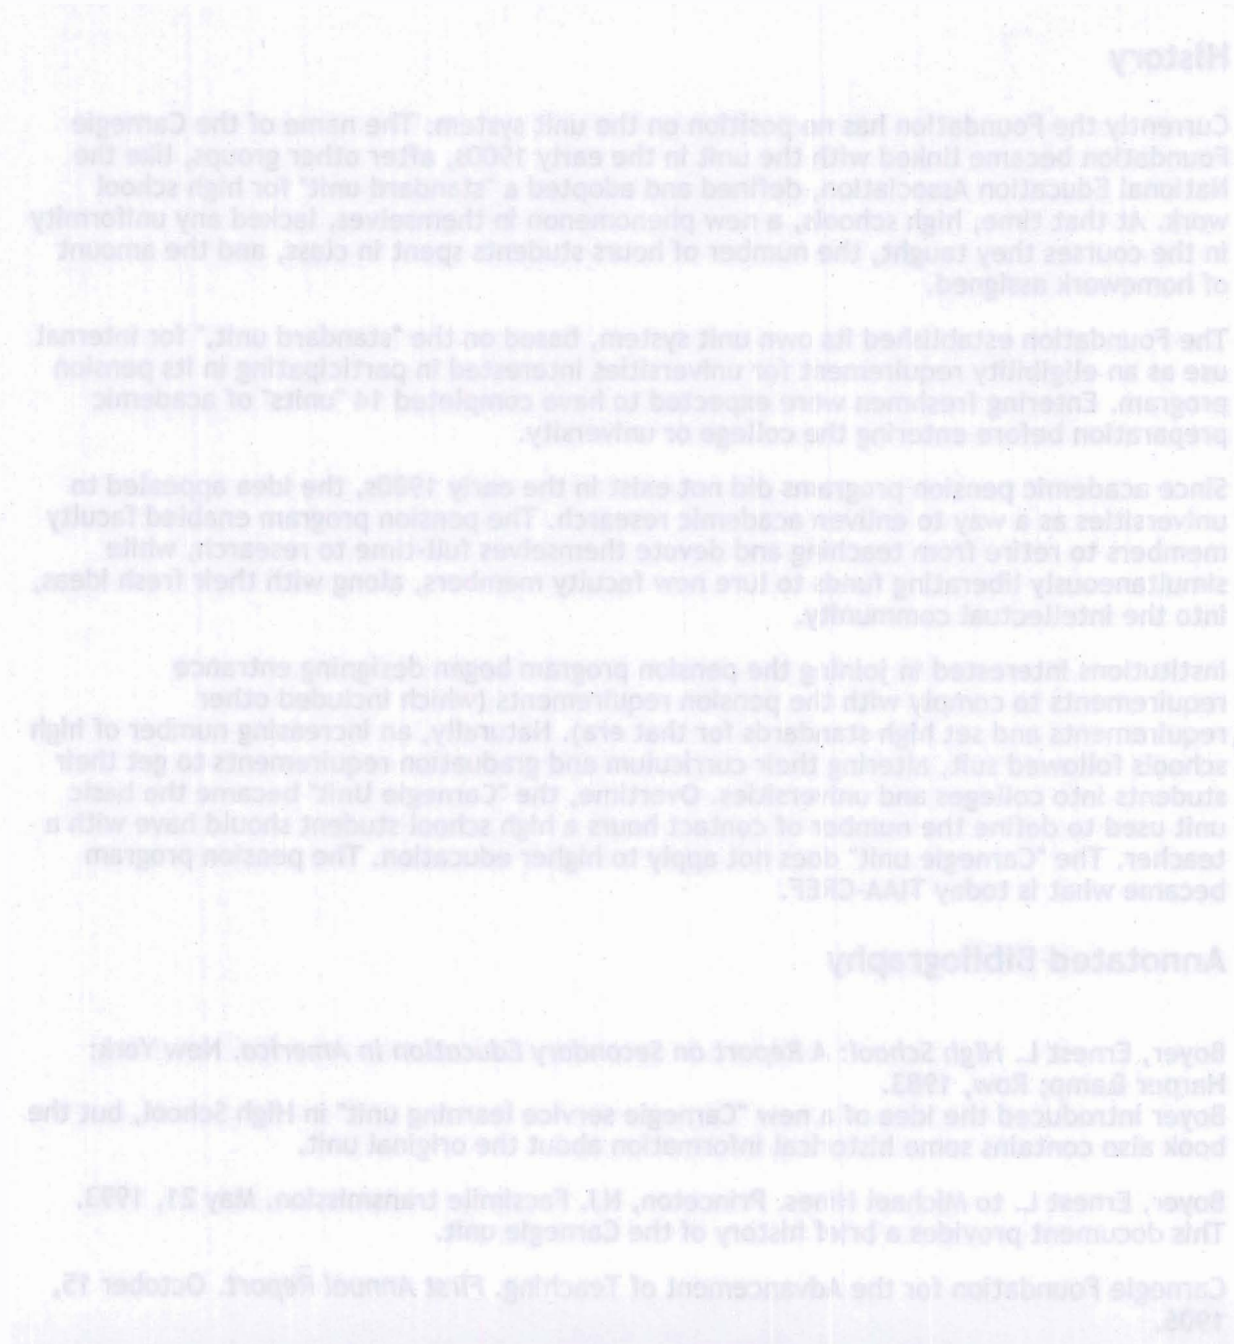 History
Currently the Foundation has no position on the unit system. The name of the Carnegie
Foundation became linked with the unit in the early 1900s, after other groups, like the
National Education Association, defined and adopted a "standard unit" for high school
work. At that time, high schools, a new phenomenon in themselves, lacked any uniformity
in the courses they taught, the number of hours students spent in class, and the amount
of homework assigned.
The Foundation established its own unit system, based on the "standard unit," for internal
use as an eligibility requirement for universities interested in participating in its pension
program. Entering freshmen were expected to have completed 14 "units" of academic
preparation before entering the college or university.
Since academic pension programs did not exist in the early 1900s, the idea appealed to
universities as a way to enliven academic research. The pension program enabled faculty
members to retire from teaching and devote themselves full-time to research, while
simultaneously liberating funds to lure new faculty members, along with their fresh ideas,
into the intellectual community.
Institutions interested in joining the pension program began designing entrance
requirements to comply with the pension requirements (which included other
requirements and set high standards for that era). Naturally, an increasing number of high
schools followed suit, altering their curriculum and graduation requirements to get their
students into colleges and universities. Overtime, the "Carnegie Unit" became the basic
unit used to define the number of contact hours a high school student should have with a
teacher. The "Carnegie unit" does not apply to higher education. The pension program
became what is today TIAA-CREF.
Annotated Bibliography
Boyer, Ernest L. High School: A Report on Secondary Education in America. New York:
Harper &amp; Row, 1983.
Boyer introduced the idea of a new "Carnegie service learning unit" in High School, but the
book also contains some historical information about the original unit.
Boyer, Ernest L. to Michael Hines. Princeton, NJ. Facsimile transmission, May 21, 1993.
This document provides a brief history of the Carnegie unit.
Carnegie Foundation for the Advancement of Teaching. First Annual Report. October 15,
1906.